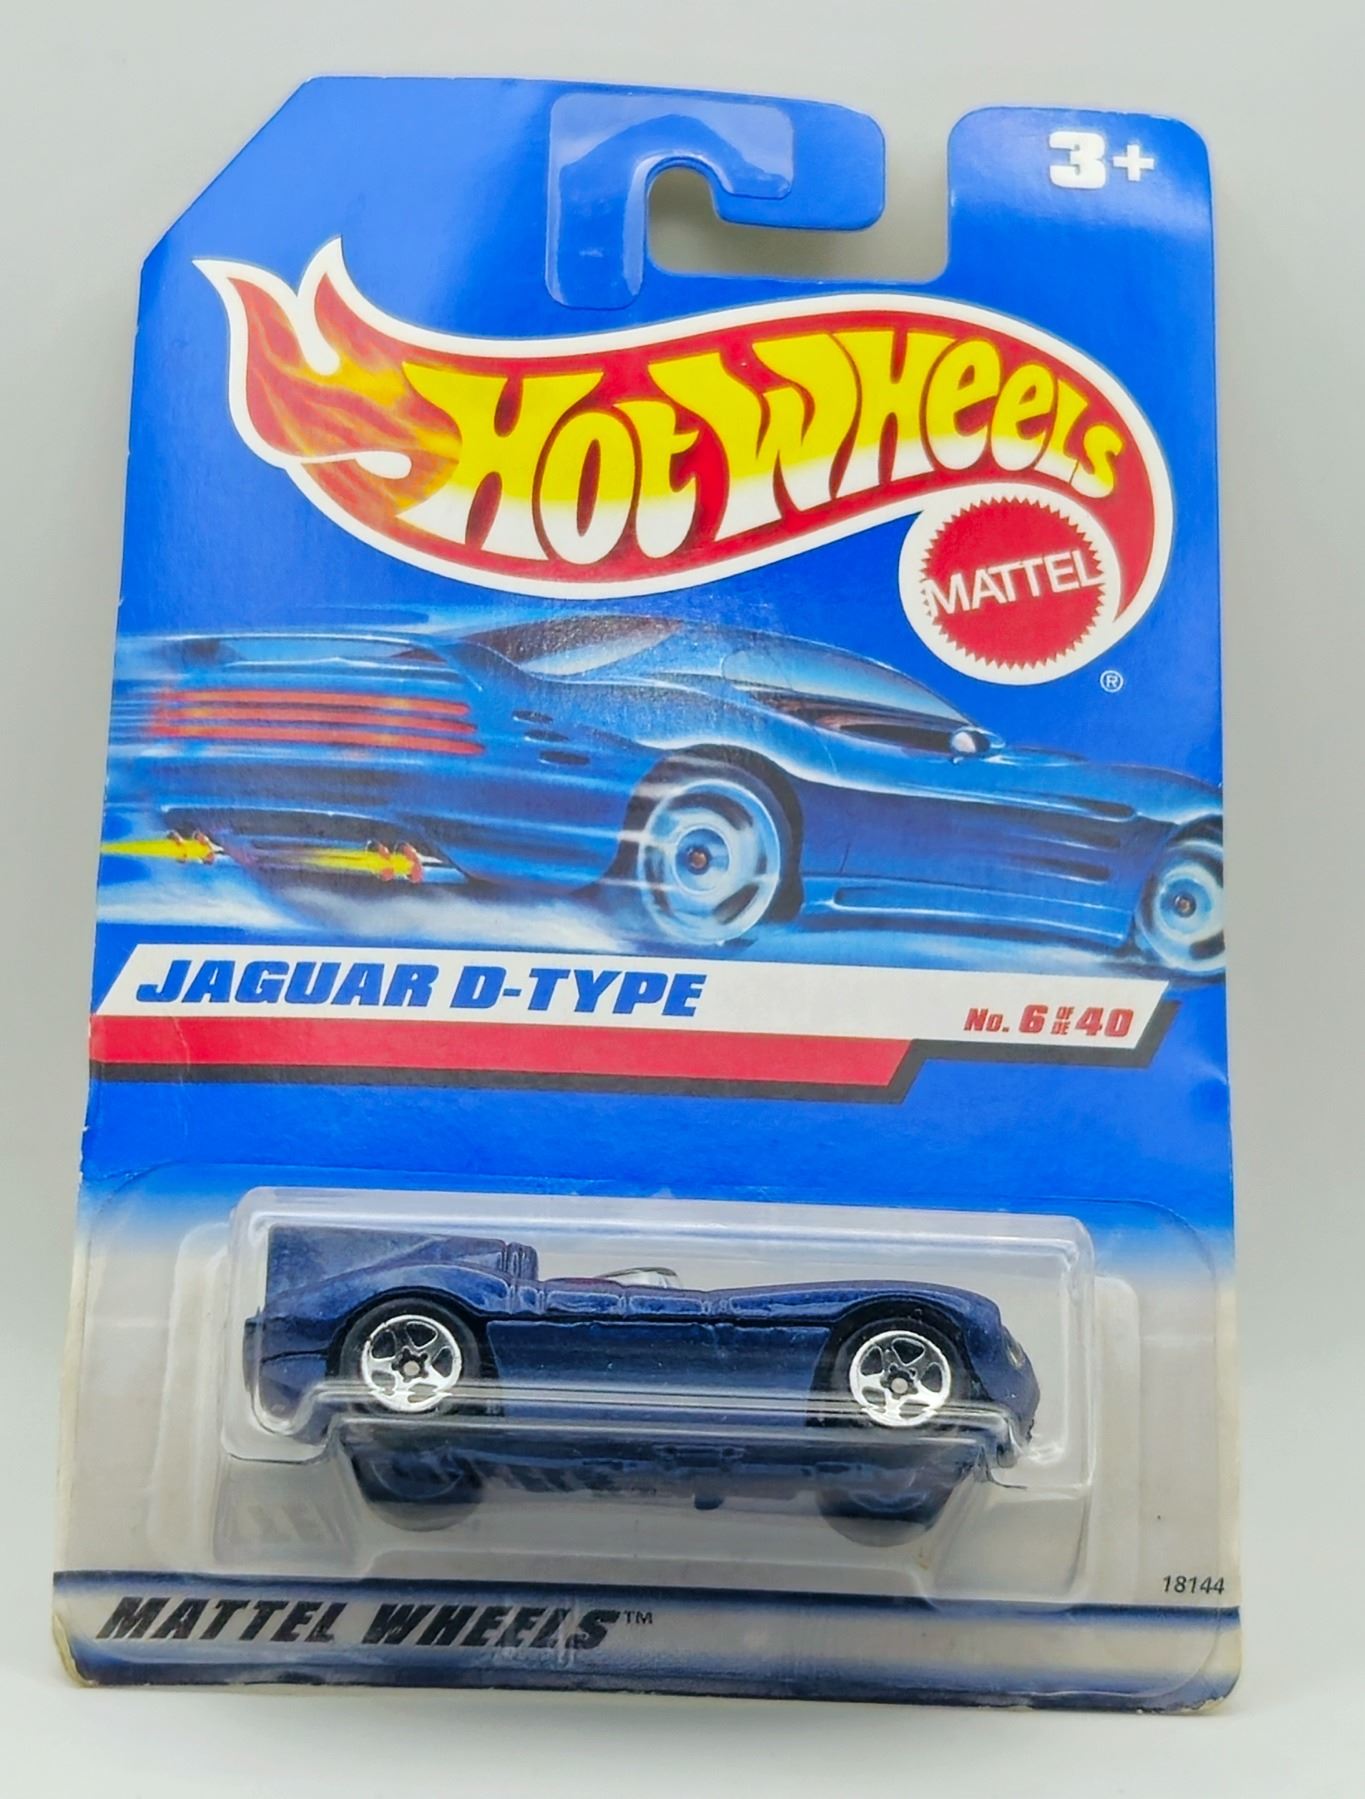 3+
HOT WHEELS
MATTEL
®
JAGUAR D-TYPE
No. 6 OF DE 40
18144
MATTEL WHEELS™